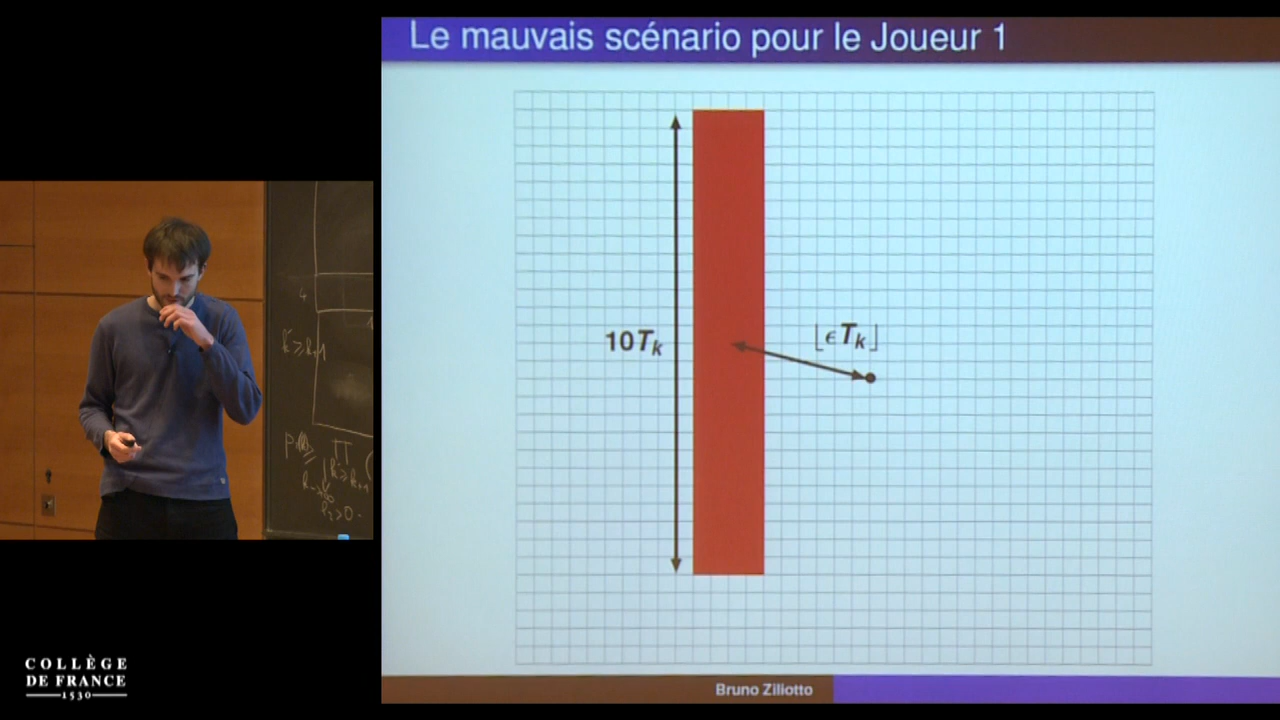 Le mauvais scénario pour le Joueur 1
10T_k
⌊ϵT_k⌋
Bruno Ziliotto
COLLÈGE
DE FRANCE
1530